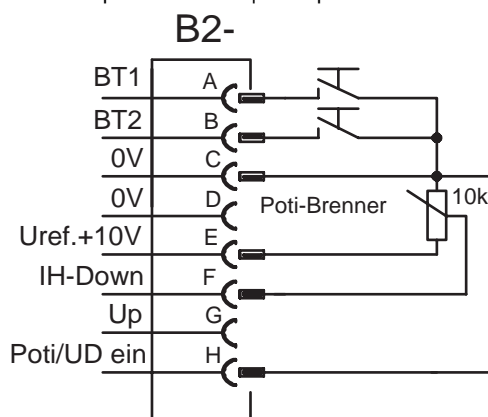 B2-
BT1 A
BT2 B
0V C
0V D
Poti-Brenner 10k
Uref.+10V E
IH-Down F
Up G
Poti/UD ein H